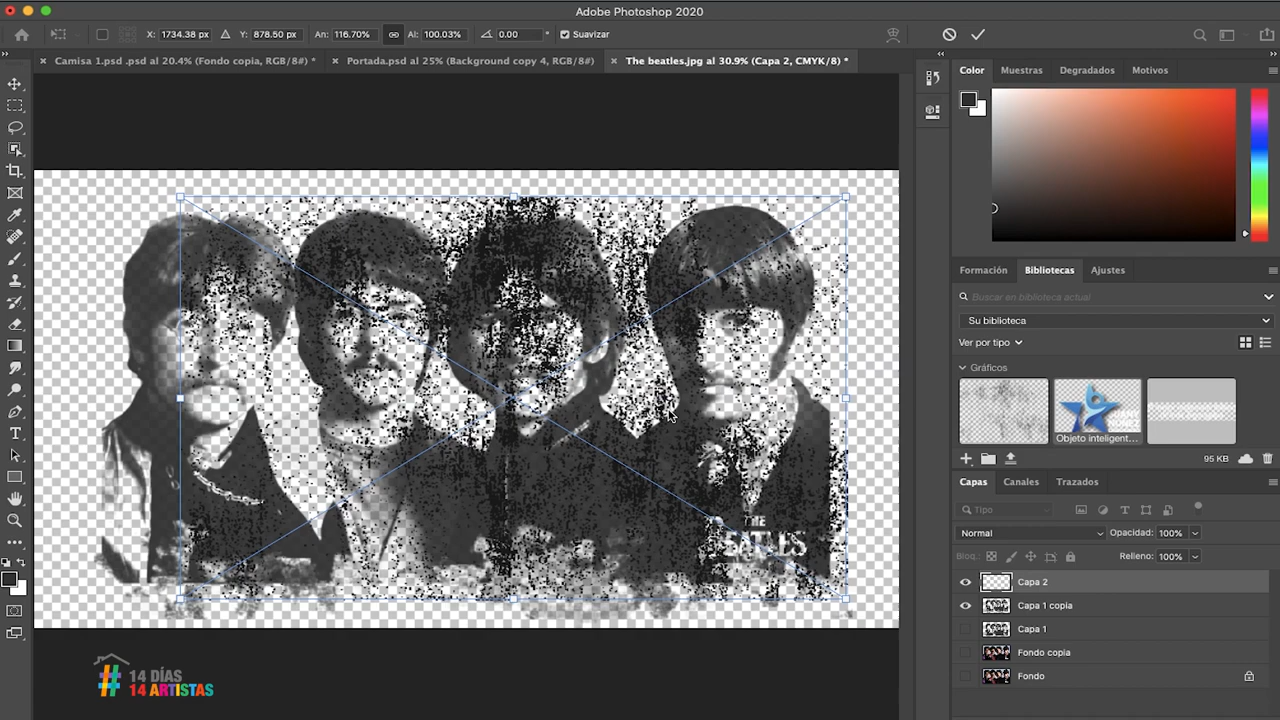 Adobe Photoshop 2020
X: 1734.38 px Y: 878.50 px An: 116.70% Al: 100.03% 0.00 ° Suavizar
Camisa 1.psd .psd al 20.4% (Fondo copia, RGB/8#) * Portada.psd al 25% (Background copy 4, RGB/8#) The beatles.jpg al 30.9% (Capa 2, CMYK/8) *
Color Muestras Degradados Motivos
Formación Bibliotecas Ajustes
Buscar en biblioteca actual
Su biblioteca
Ver por tipo
Gráficos
Objeto inteligent...
95 KB
Capas Canales Trazados
Tipo
Normal Opacidad: 100%
Bloq.: Relleno: 100%
Capa 2
Capa 1 copia
Capa 1
Fondo copia
Fondo
THE
BEATLES
# 14 DÍAS
14 ARTISTAS